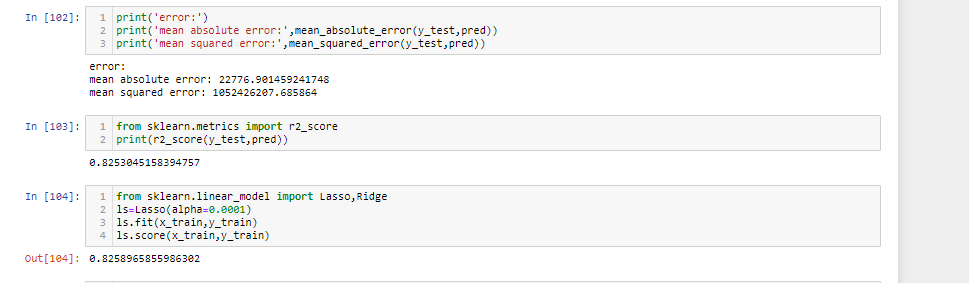 In [102]:
1 print('error:')
2 print('mean absolute error:',mean_absolute_error(y_test,pred))
3 print('mean squared error:',mean_squared_error(y_test,pred))
error:
mean absolute error: 22776.901459241748
mean squared error: 1052426207.685864
In [103]:
1 from sklearn.metrics import r2_score
2 print(r2_score(y_test,pred))
0.8253045158394757
In [104]:
1 from sklearn.linear_model import Lasso,Ridge
2 ls=Lasso(alpha=0.0001)
3 ls.fit(x_train,y_train)
4 ls.score(x_train,y_train)
Out[104]: 0.8258965855986302